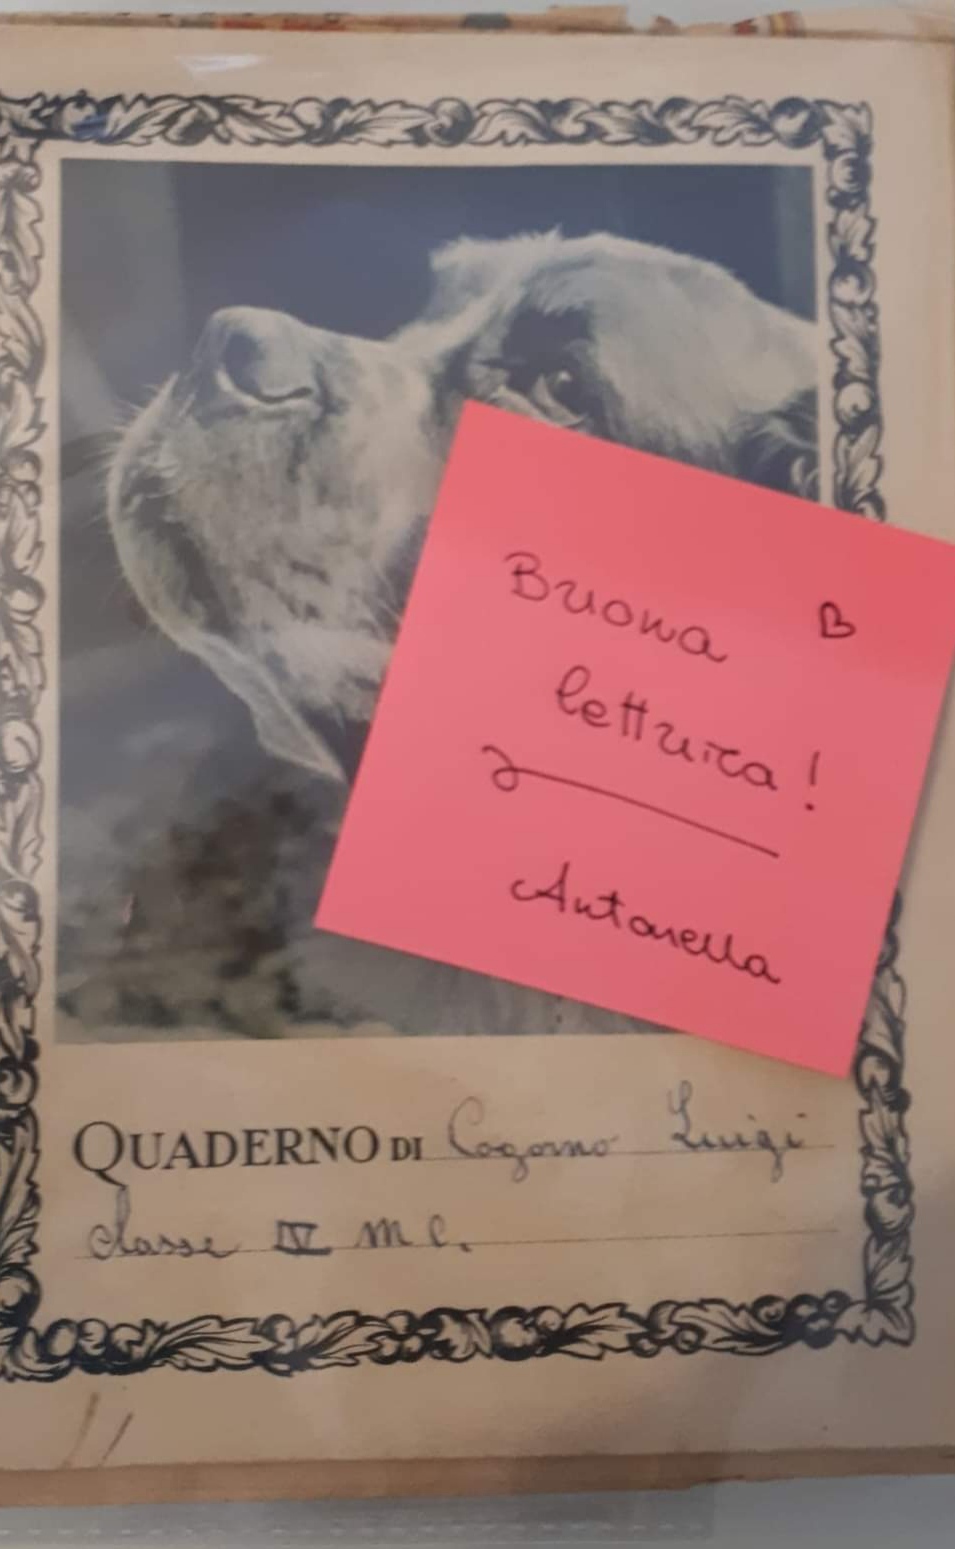 Buona
lettura!
Antonella
QUADERNO DI Cogorno Luigi
classe IV M C.